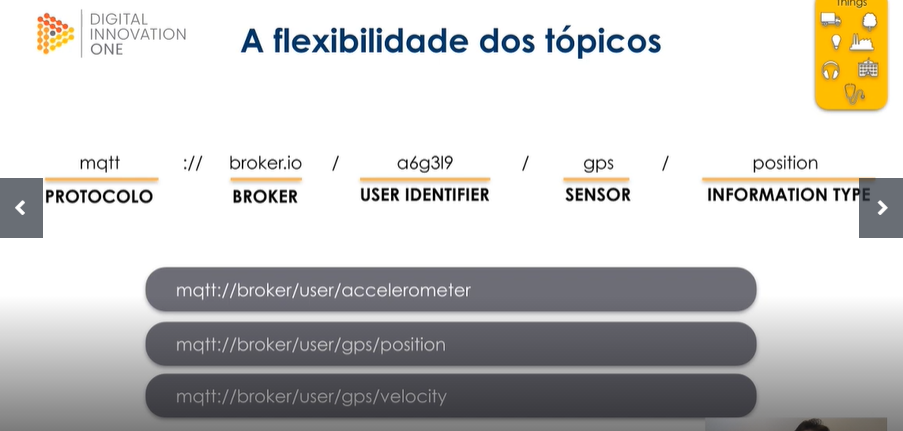 DIGITAL
INNOVATION
ONE
A flexibilidade dos tópicos
Things
mqtt :// broker.io / a6g3l9 / gps / position
PROTOCOLO BROKER USER IDENTIFIER SENSOR INFORMATION TYPE
mqtt://broker/user/accelerometer
mqtt://broker/user/gps/position
mqtt://broker/user/gps/velocity